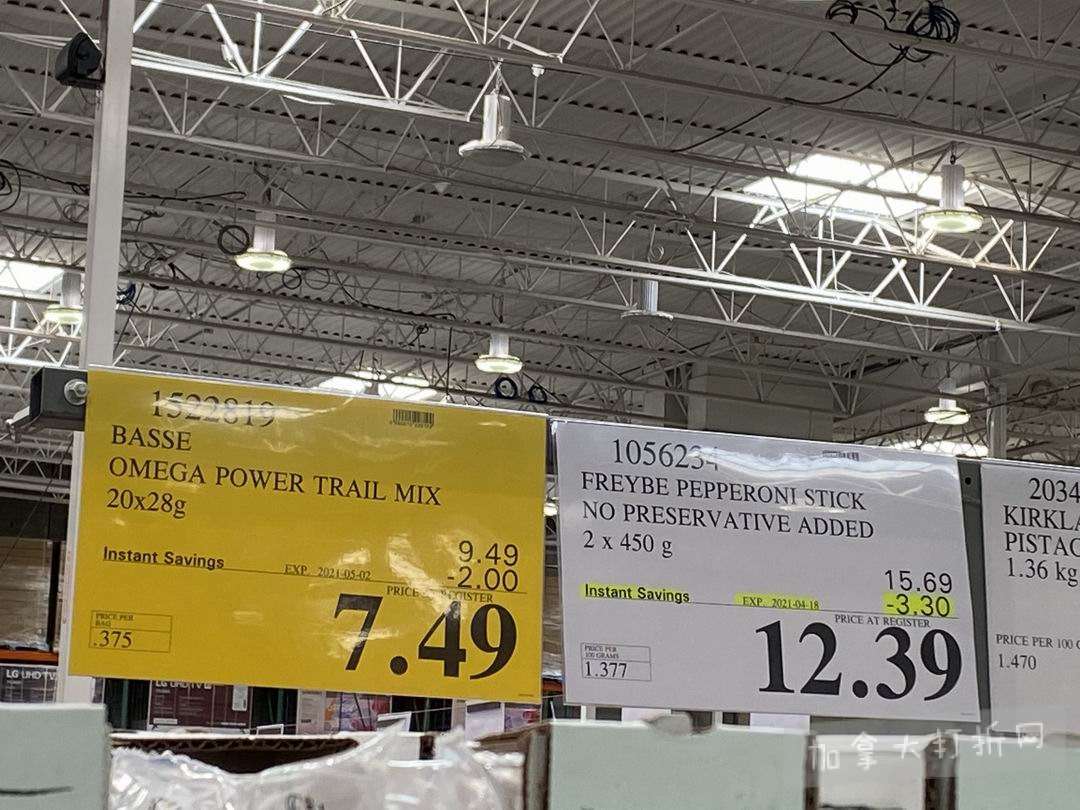 1522819
BASSE
OMEGA POWER TRAIL MIX
20x28g
9.49
Instant Savings EXP. 2021-05-02 -2.00
PRICE AT REGISTER
7.49
PRICE PER
BAG
.375
1056234
FREYBE PEPPERONI STICK
NO PRESERVATIVE ADDED
2 x 450 g
15.69
Instant Savings EXP. 2021-04-18 -3.30
PRICE AT REGISTER
12.39
PRICE PER
100 GRAMS
1.377
2034
KIRKLA
PISTAC
1.36 kg
PRICE PER 100 G
1.470
LG UHD TV
加拿大打折网